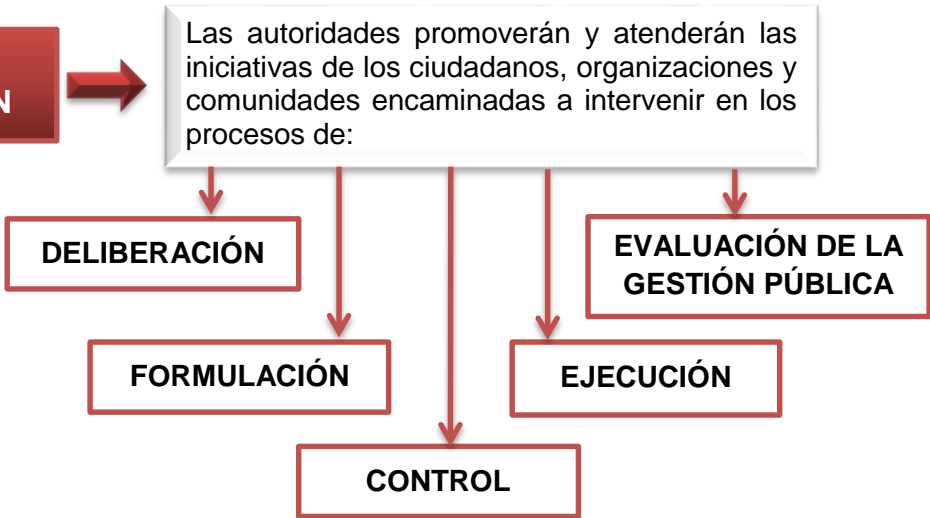 N
Las autoridades promoverán y atenderán las
iniciativas de los ciudadanos, organizaciones y
comunidades encaminadas a intervenir en los
procesos de:
DELIBERACIÓN
EVALUACIÓN DE LA
GESTIÓN PÚBLICA
FORMULACIÓN
EJECUCIÓN
CONTROL